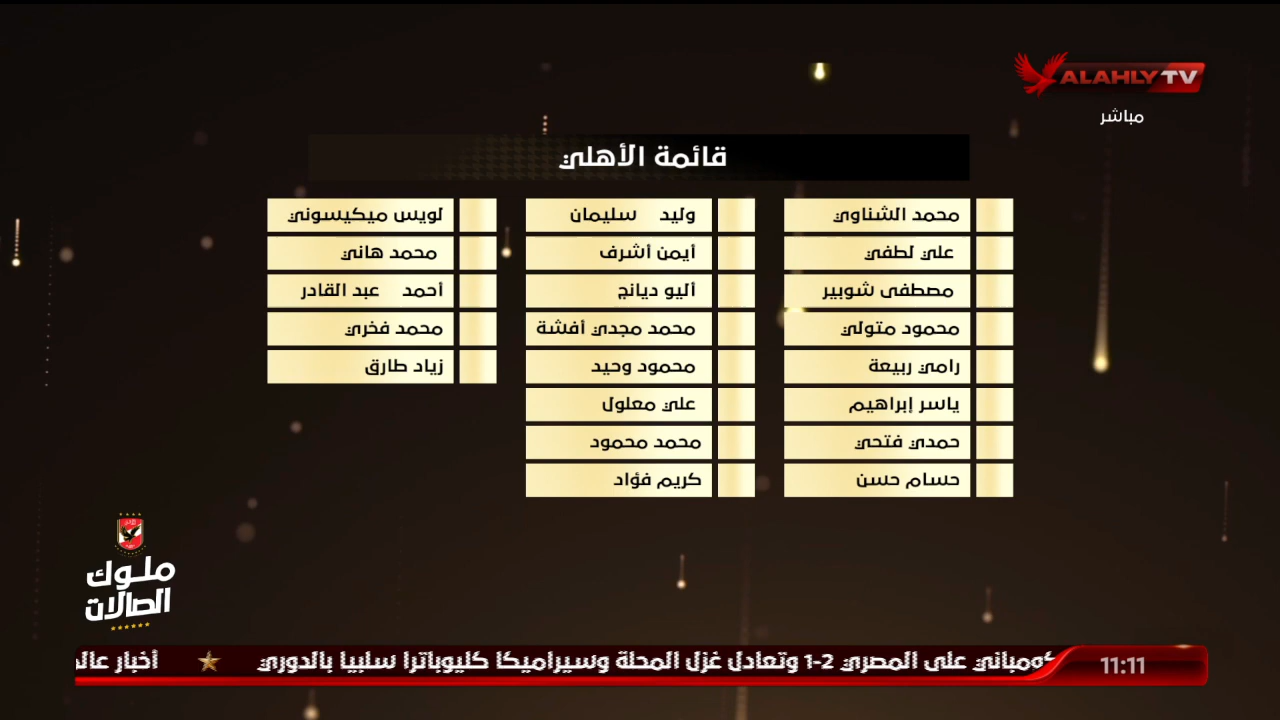 ALAHLY TV
مباشر
قائمة الأهلي
محمد الشناوي
علي لطفي
مصطفى شوبير
محمود متولي
رامي ربيعة
ياسر إبراهيم
حمدي فتحي
حسام حسن
وليد سليمان
أيمن أشرف
أليو ديانج
محمد مجدي أفشة
محمود وحيد
علي معلول
محمد محمود
كريم فؤاد
لويس ميكيسوني
محمد هاني
أحمد عبد القادر
محمد فخري
زياد طارق
ملوك
الصالات
11:11
كومباني على المصري 2-1 وتعادل غزل المحلة وسيراميكا كليوباترا سلبيا بالدوري
أخبار